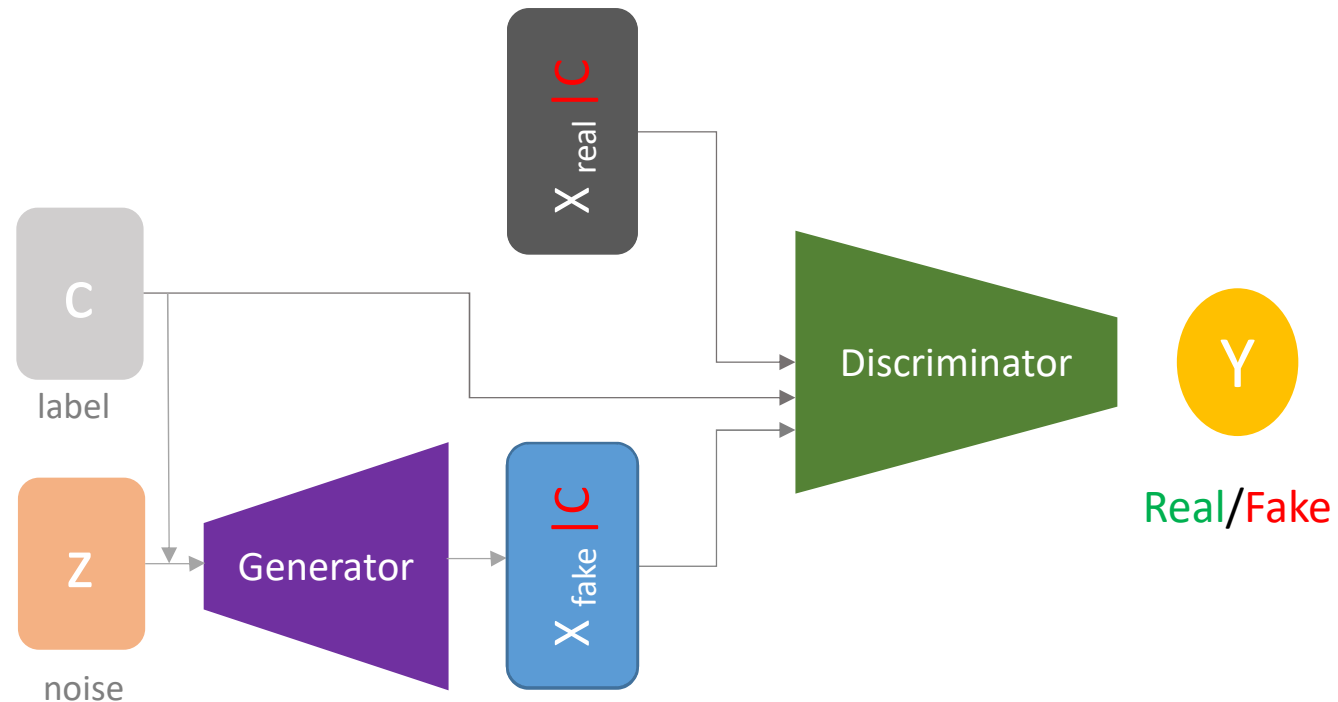 X real |C
C
label
Discriminator
Y
Real/Fake
Z
Generator
X fake |C
noise